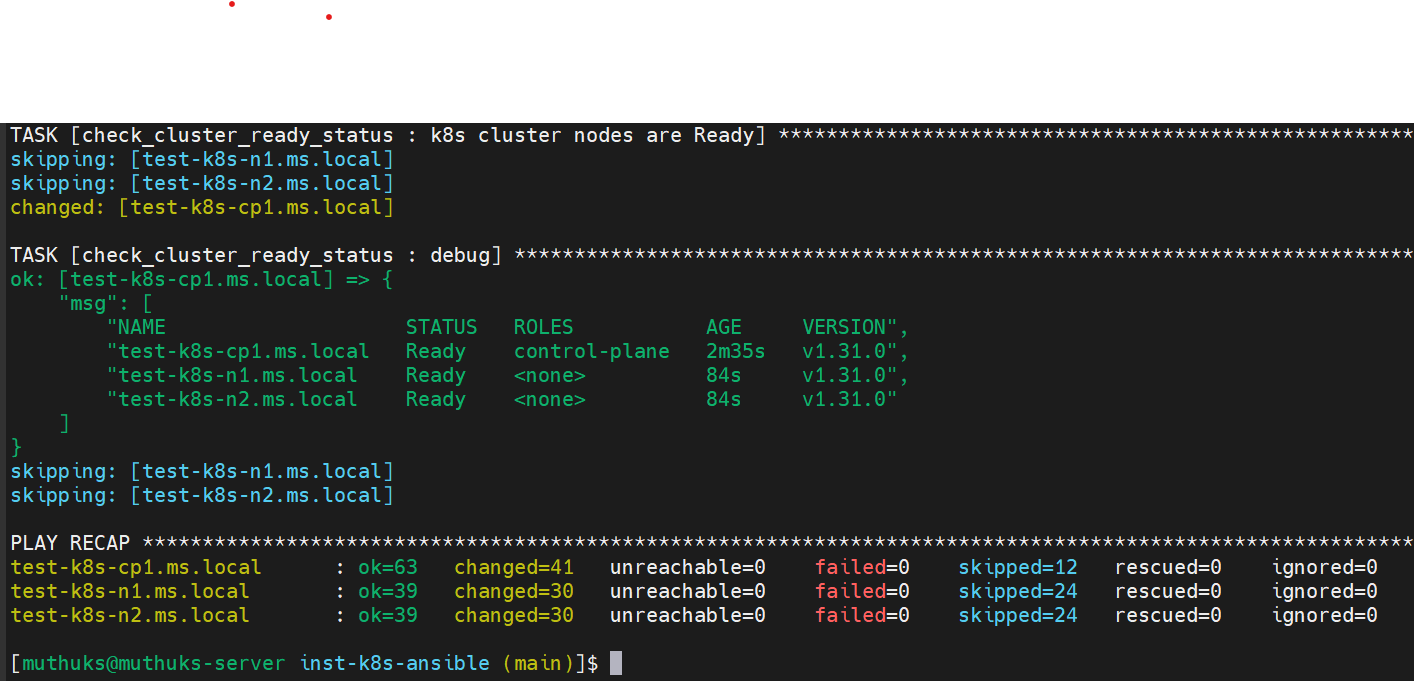 TASK [check_cluster_ready_status : k8s cluster nodes are Ready] *****************************************************
skipping: [test-k8s-n1.ms.local]
skipping: [test-k8s-n2.ms.local]
changed: [test-k8s-cp1.ms.local]
TASK [check_cluster_ready_status : debug] ***************************************************************************
ok: [test-k8s-cp1.ms.local] => {
    "msg": [
        "NAME                    STATUS   ROLES           AGE     VERSION",
        "test-k8s-cp1.ms.local   Ready    control-plane   2m35s   v1.31.0",
        "test-k8s-n1.ms.local    Ready    <none>          84s     v1.31.0",
        "test-k8s-n2.ms.local    Ready    <none>          84s     v1.31.0"
    ]
}
skipping: [test-k8s-n1.ms.local]
skipping: [test-k8s-n2.ms.local]
PLAY RECAP **********************************************************************************************************
test-k8s-cp1.ms.local      : ok=63   changed=41   unreachable=0    failed=0    skipped=12   rescued=0    ignored=0
test-k8s-n1.ms.local       : ok=39   changed=30   unreachable=0    failed=0    skipped=24   rescued=0    ignored=0
test-k8s-n2.ms.local       : ok=39   changed=30   unreachable=0    failed=0    skipped=24   rescued=0    ignored=0
[muthuks@muthuks-server inst-k8s-ansible (main)]$